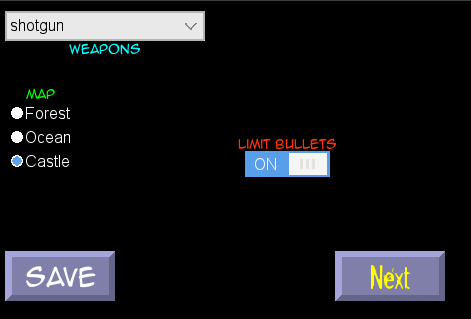 shotgun
WEAPONS
MAP
Forest
Ocean
Castle
LIMIT BULLETS
ON
SAVE
Next